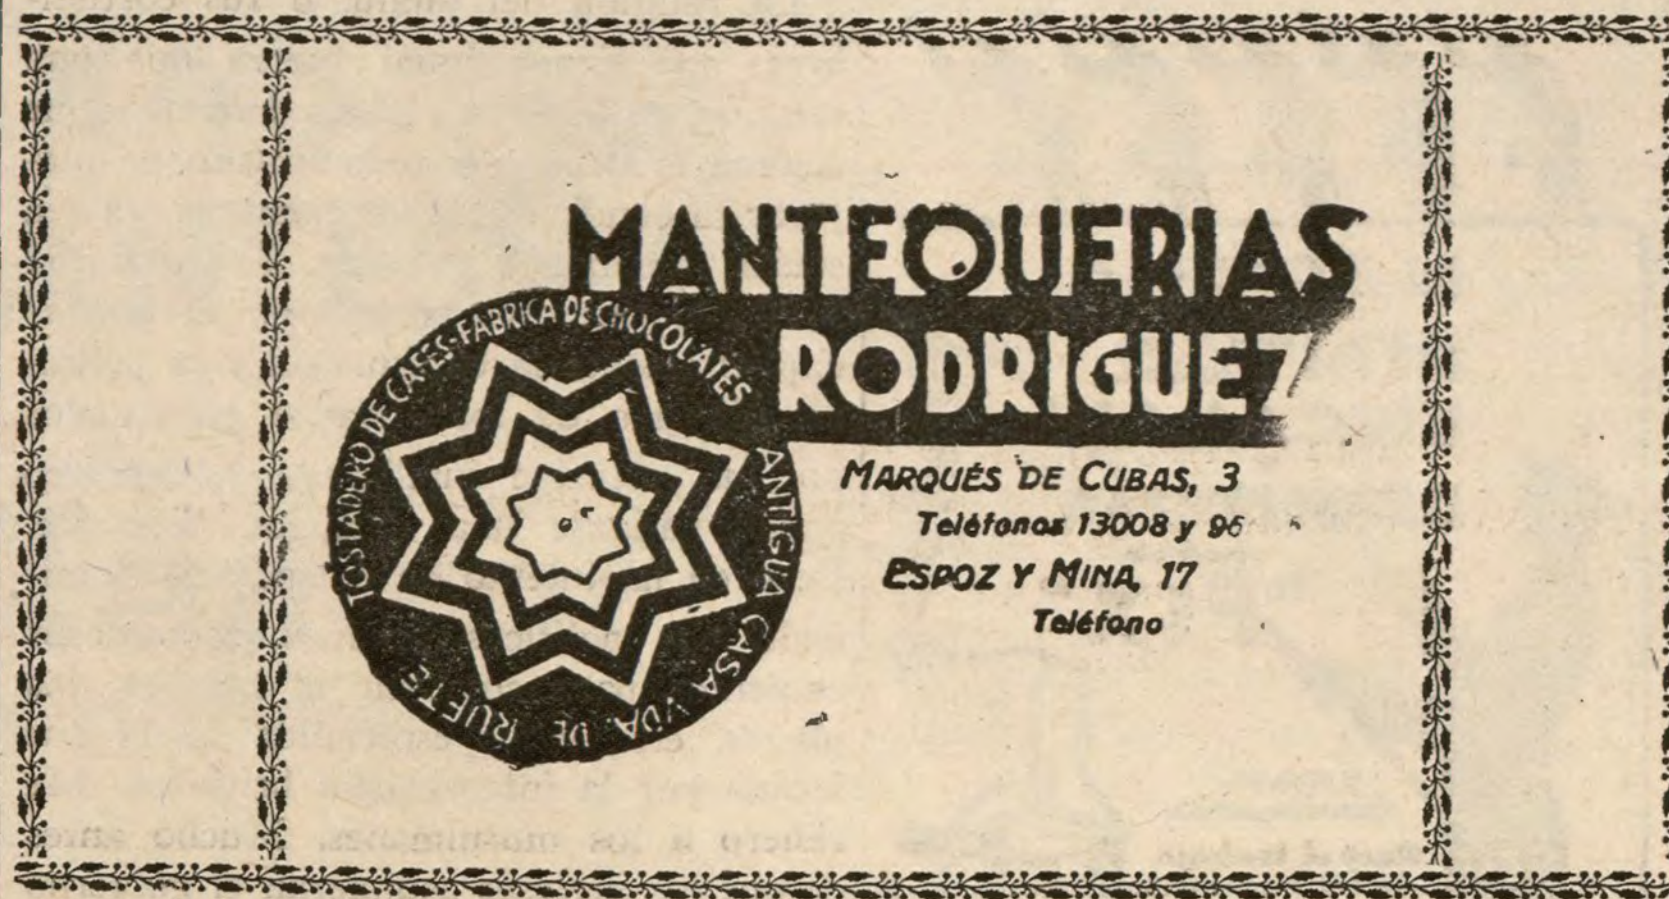 MANTEQUERIAS
RODRIGUEZ
TOSTADERO DE CAFES-FABRICA DE CHOCOLATES
ANTIGUA CASA VDA. DE RUETE
MARQUÉS DE CUBAS, 3
Teléfonos 13008 y 96
ESPOZ Y MINA, 17
Teléfono